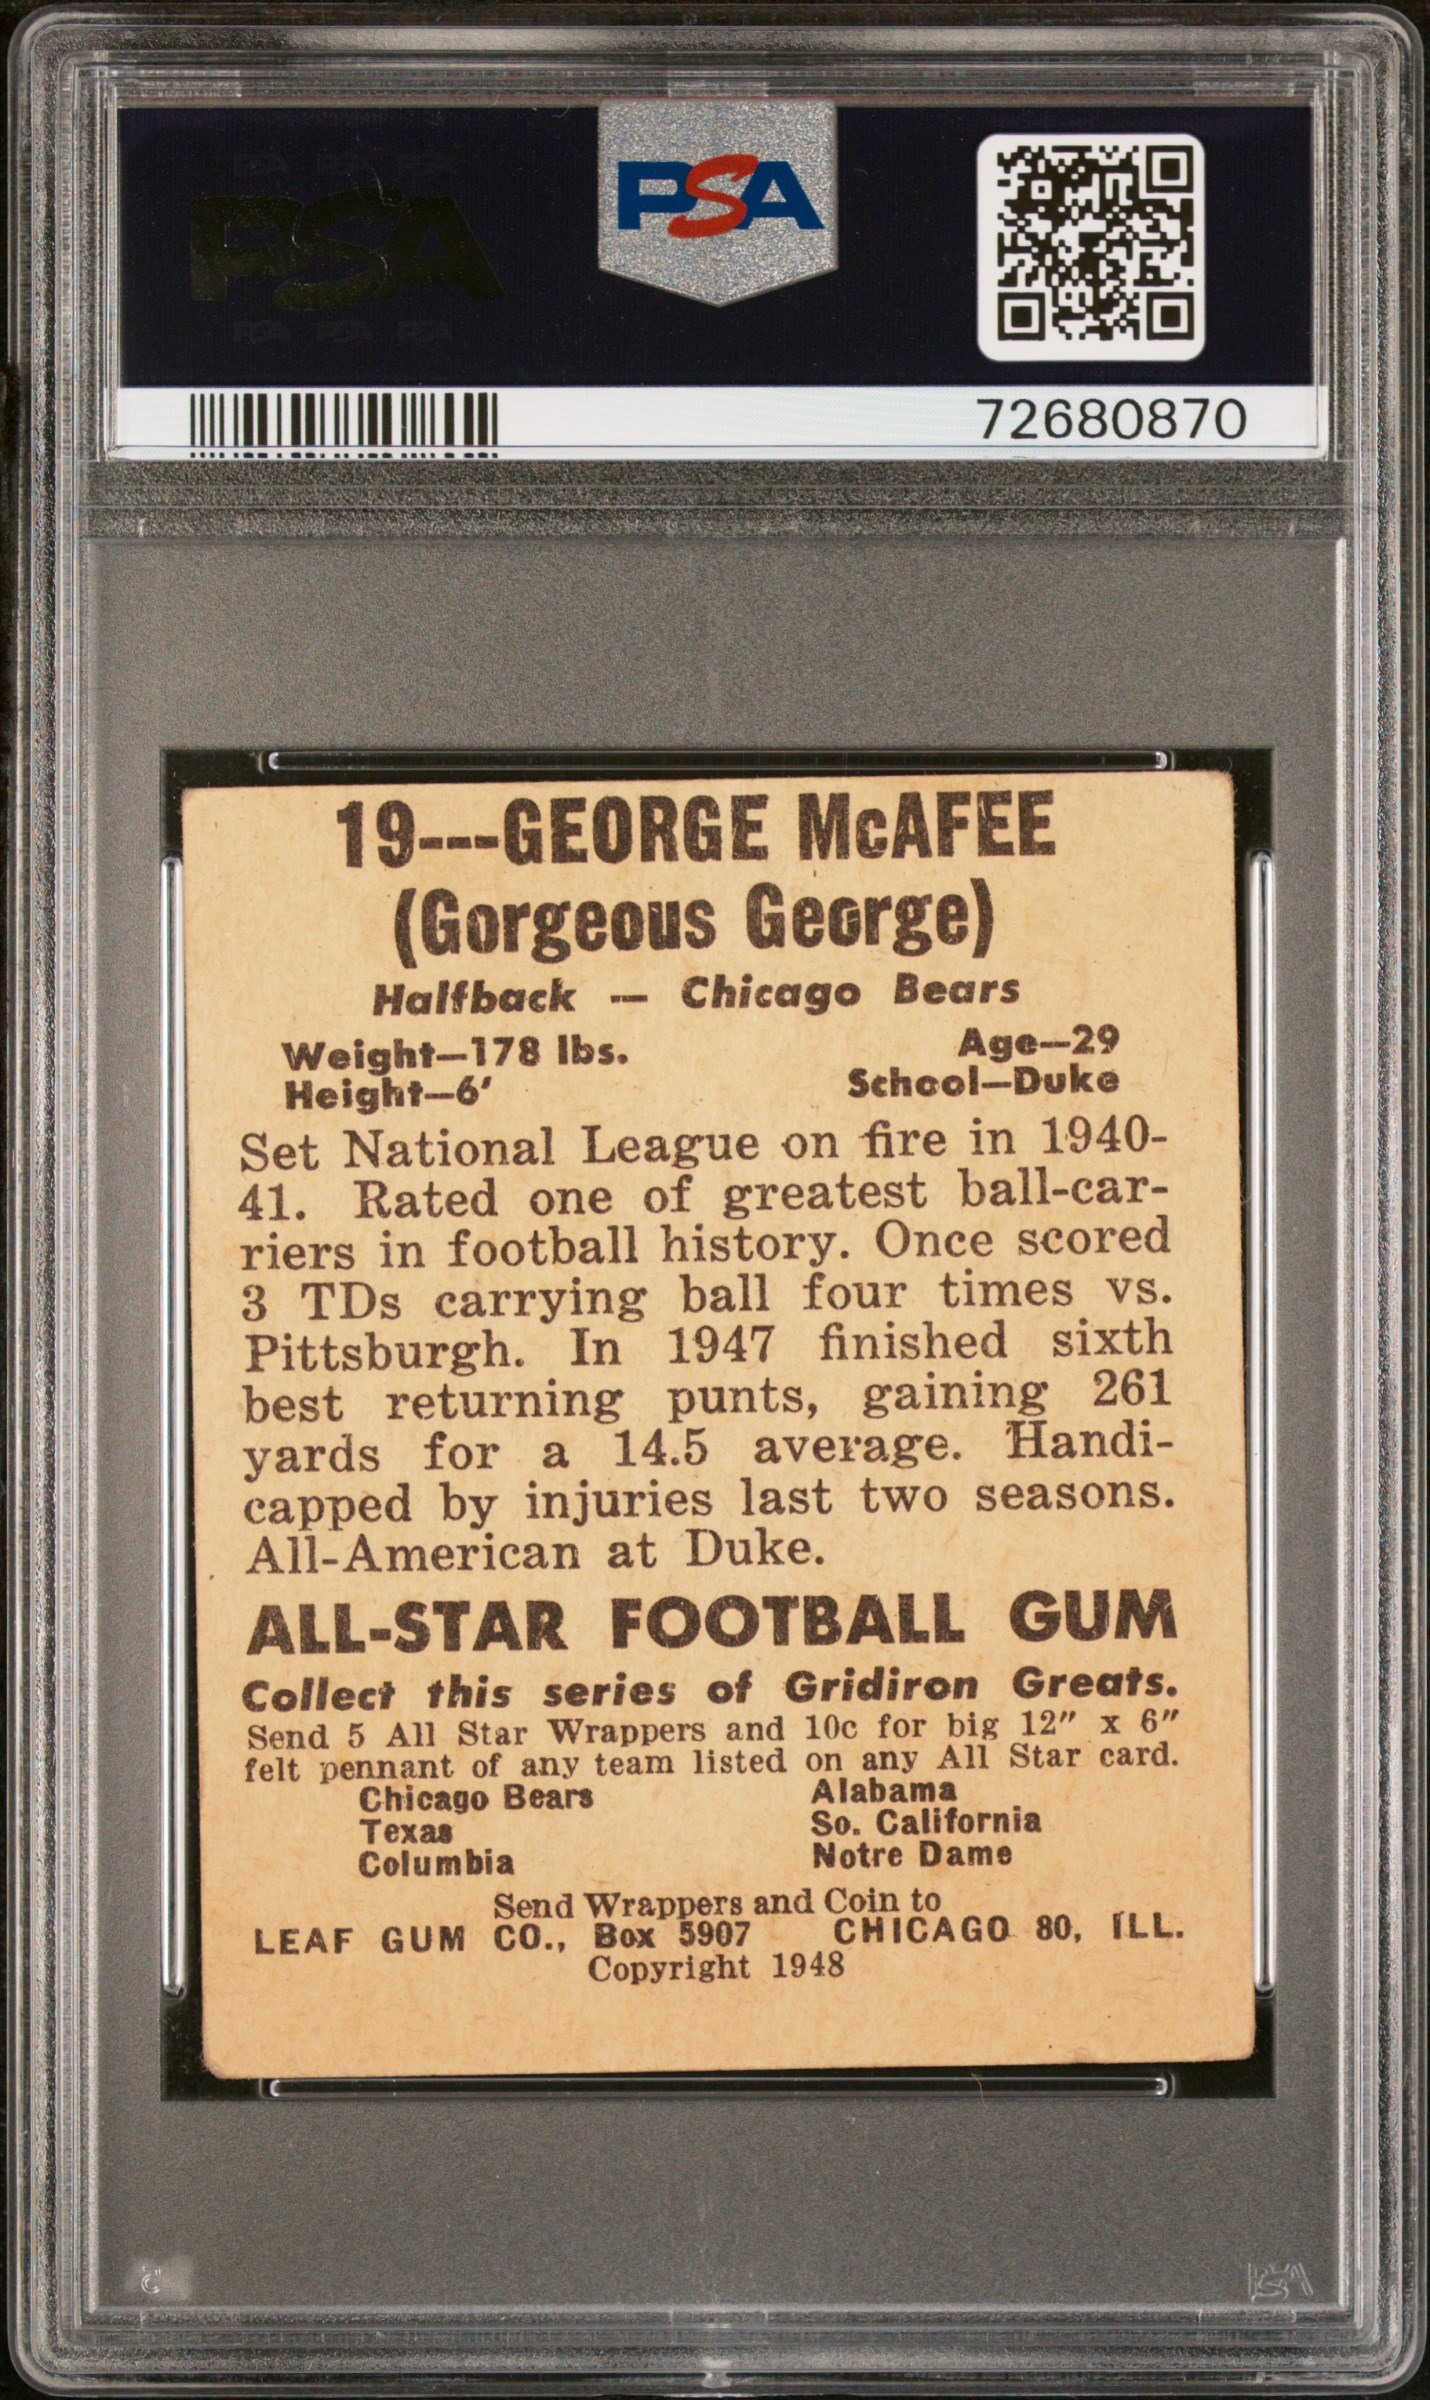 PSA
PSA
72680870
19---GEORGE McAFEE
(Gorgeous George)
Halfback -- Chicago Bears
Weight—178 lbs. Age—29
Height—6' School—Duke
Set National League on fire in 1940-
41. Rated one of greatest ball-car-
riers in football history. Once scored
3 TDs carrying ball four times vs.
Pittsburgh. In 1947 finished sixth
best returning punts, gaining 261
yards for a 14.5 average. Handi-
capped by injuries last two seasons.
All-American at Duke.
ALL-STAR FOOTBALL GUM
Collect this series of Gridiron Greats.
Send 5 All Star Wrappers and 10c for big 12" x 6"
felt pennant of any team listed on any All Star card.
Chicago Bears Alabama
Texas So. California
Columbia Notre Dame
Send Wrappers and Coin to
LEAF GUM CO., Box 5907 CHICAGO 80, ILL.
Copyright 1948
PSA